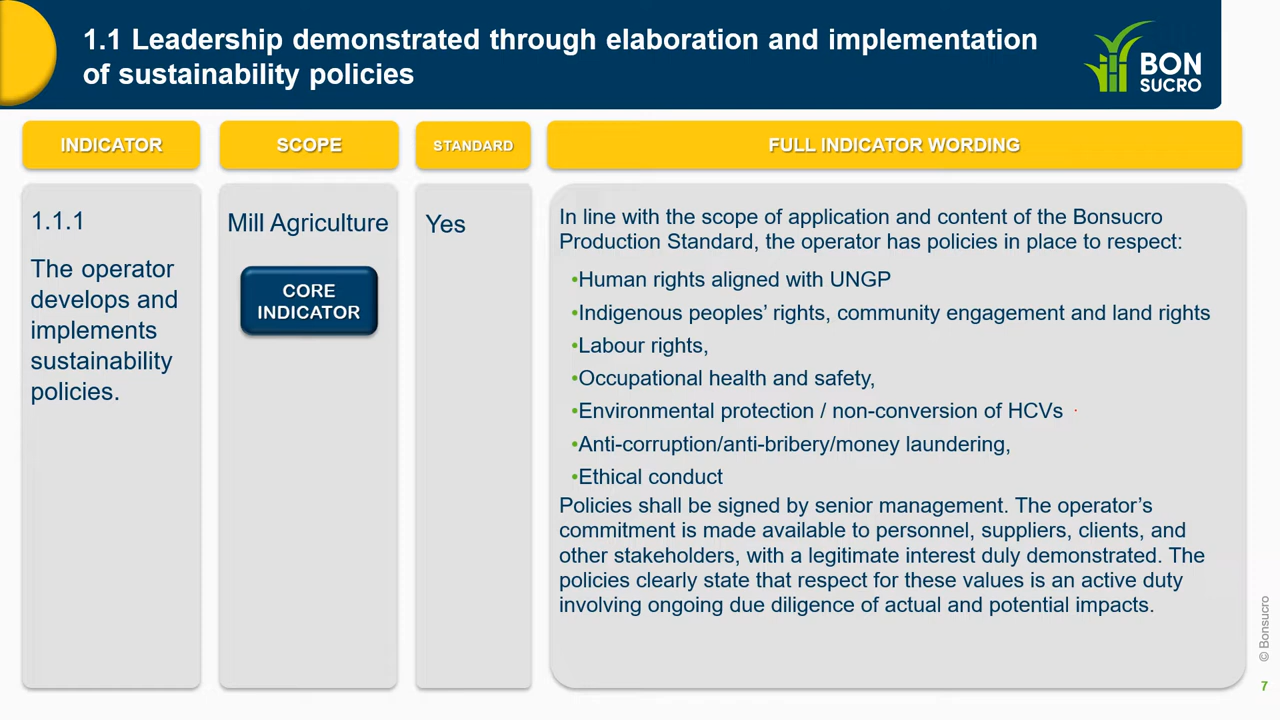 1.1 Leadership demonstrated through elaboration and implementation
of sustainability policies
BON
SUCRO
INDICATOR
SCOPE
STANDARD
FULL INDICATOR WORDING
1.1.1
The operator
develops and
implements
sustainability
policies.
Mill Agriculture
CORE
INDICATOR
Yes
In line with the scope of application and content of the Bonsucro
Production Standard, the operator has policies in place to respect:
•Human rights aligned with UNGP
•Indigenous peoples’ rights, community engagement and land rights
•Labour rights,
•Occupational health and safety,
•Environmental protection / non-conversion of HCVs
•Anti-corruption/anti-bribery/money laundering,
•Ethical conduct
Policies shall be signed by senior management. The operator’s
commitment is made available to personnel, suppliers, clients, and
other stakeholders, with a legitimate interest duly demonstrated. The
policies clearly state that respect for these values is an active duty
involving ongoing due diligence of actual and potential impacts.
© Bonsucro
7